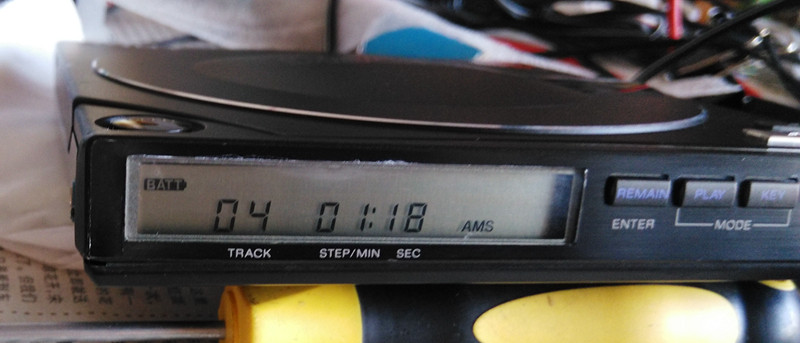 BATT
04 01:18 AMS
TRACK STEP/MIN SEC
REMAIN PLAY KEY
ENTER MODE